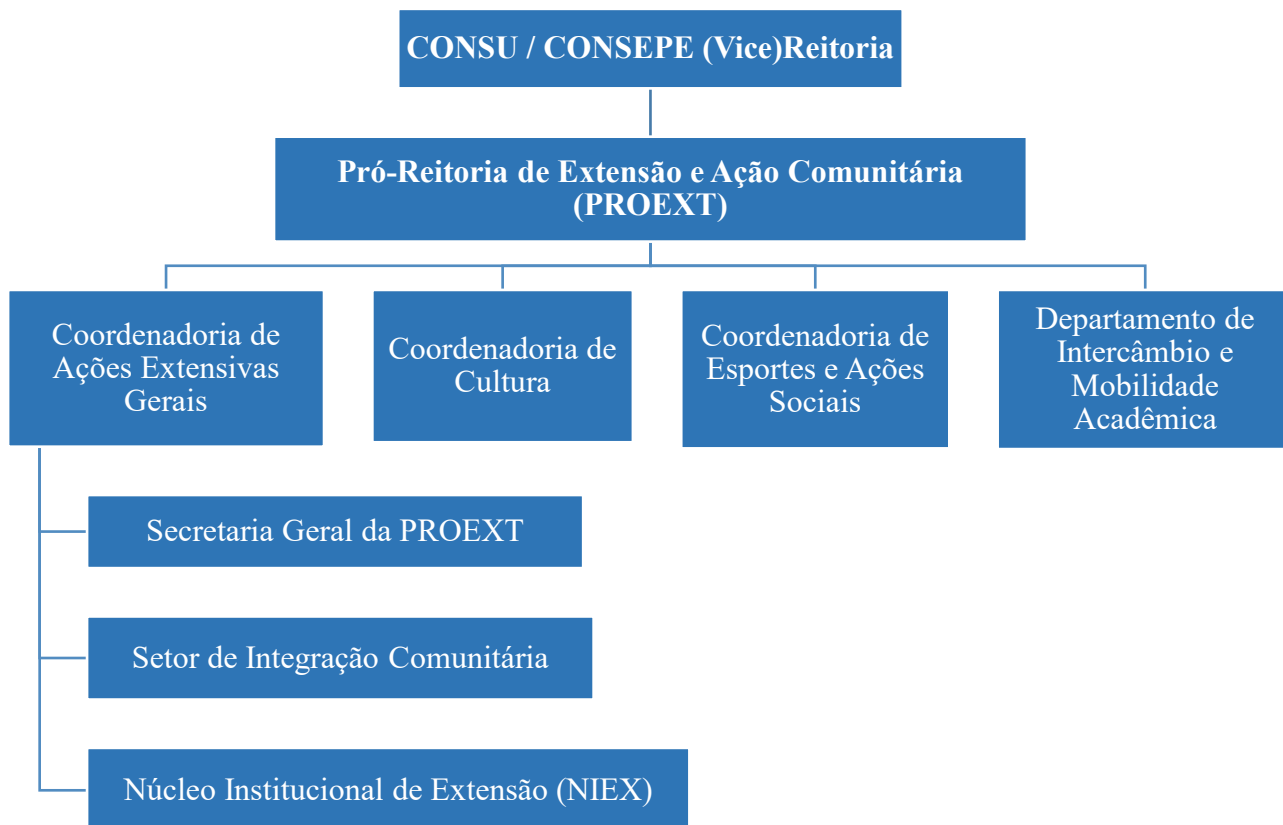 CONSU / CONSEPE (Vice)Reitoria
Pró-Reitoria de Extensão e Ação Comunitária
(PROEXT)
Coordenadoria de
Ações Extensivas
Gerais
Coordenadoria de
Cultura
Coordenadoria de
Esportes e Ações
Sociais
Departamento de
Intercâmbio e
Mobilidade
Acadêmica
Secretaria Geral da PROEXT
Setor de Integração Comunitária
Núcleo Institucional de Extensão (NIEX)